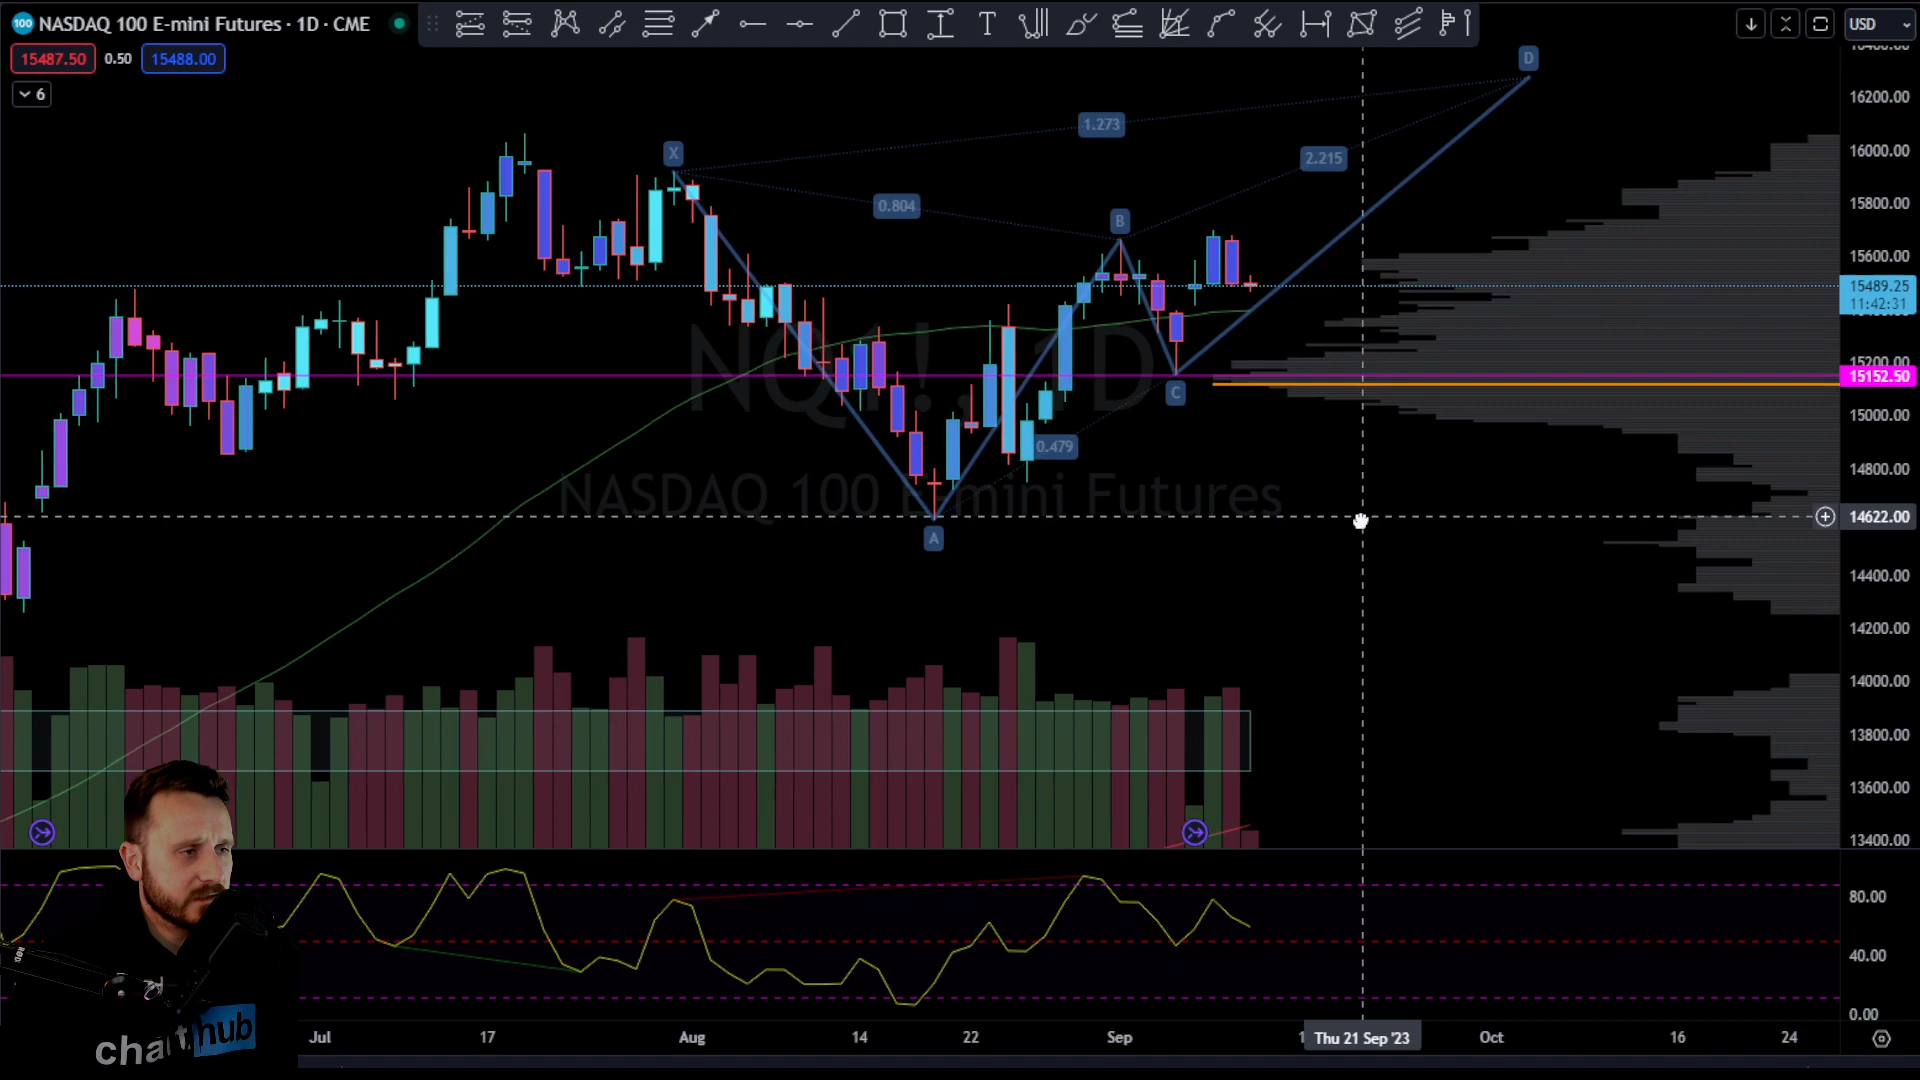 100 NASDAQ 100 E-mini Futures · 1D · CME
USD
15487.50 0.50 15488.00
6
D
16200.00
1.273
16000.00
X
2.215
15800.00
0.804
B
15600.00
15489.25
11:42:31
NQ1!, 1D
15200.00
15152.50
C
15000.00
0.479
14800.00
NASDAQ 100 E-mini Futures
14622.00
A
14400.00
14200.00
14000.00
13800.00
13600.00
13400.00
80.00
40.00
0.00
charthub
Jul 17 Aug 14 22 Sep Thu 21 Sep '23 Oct 16 24